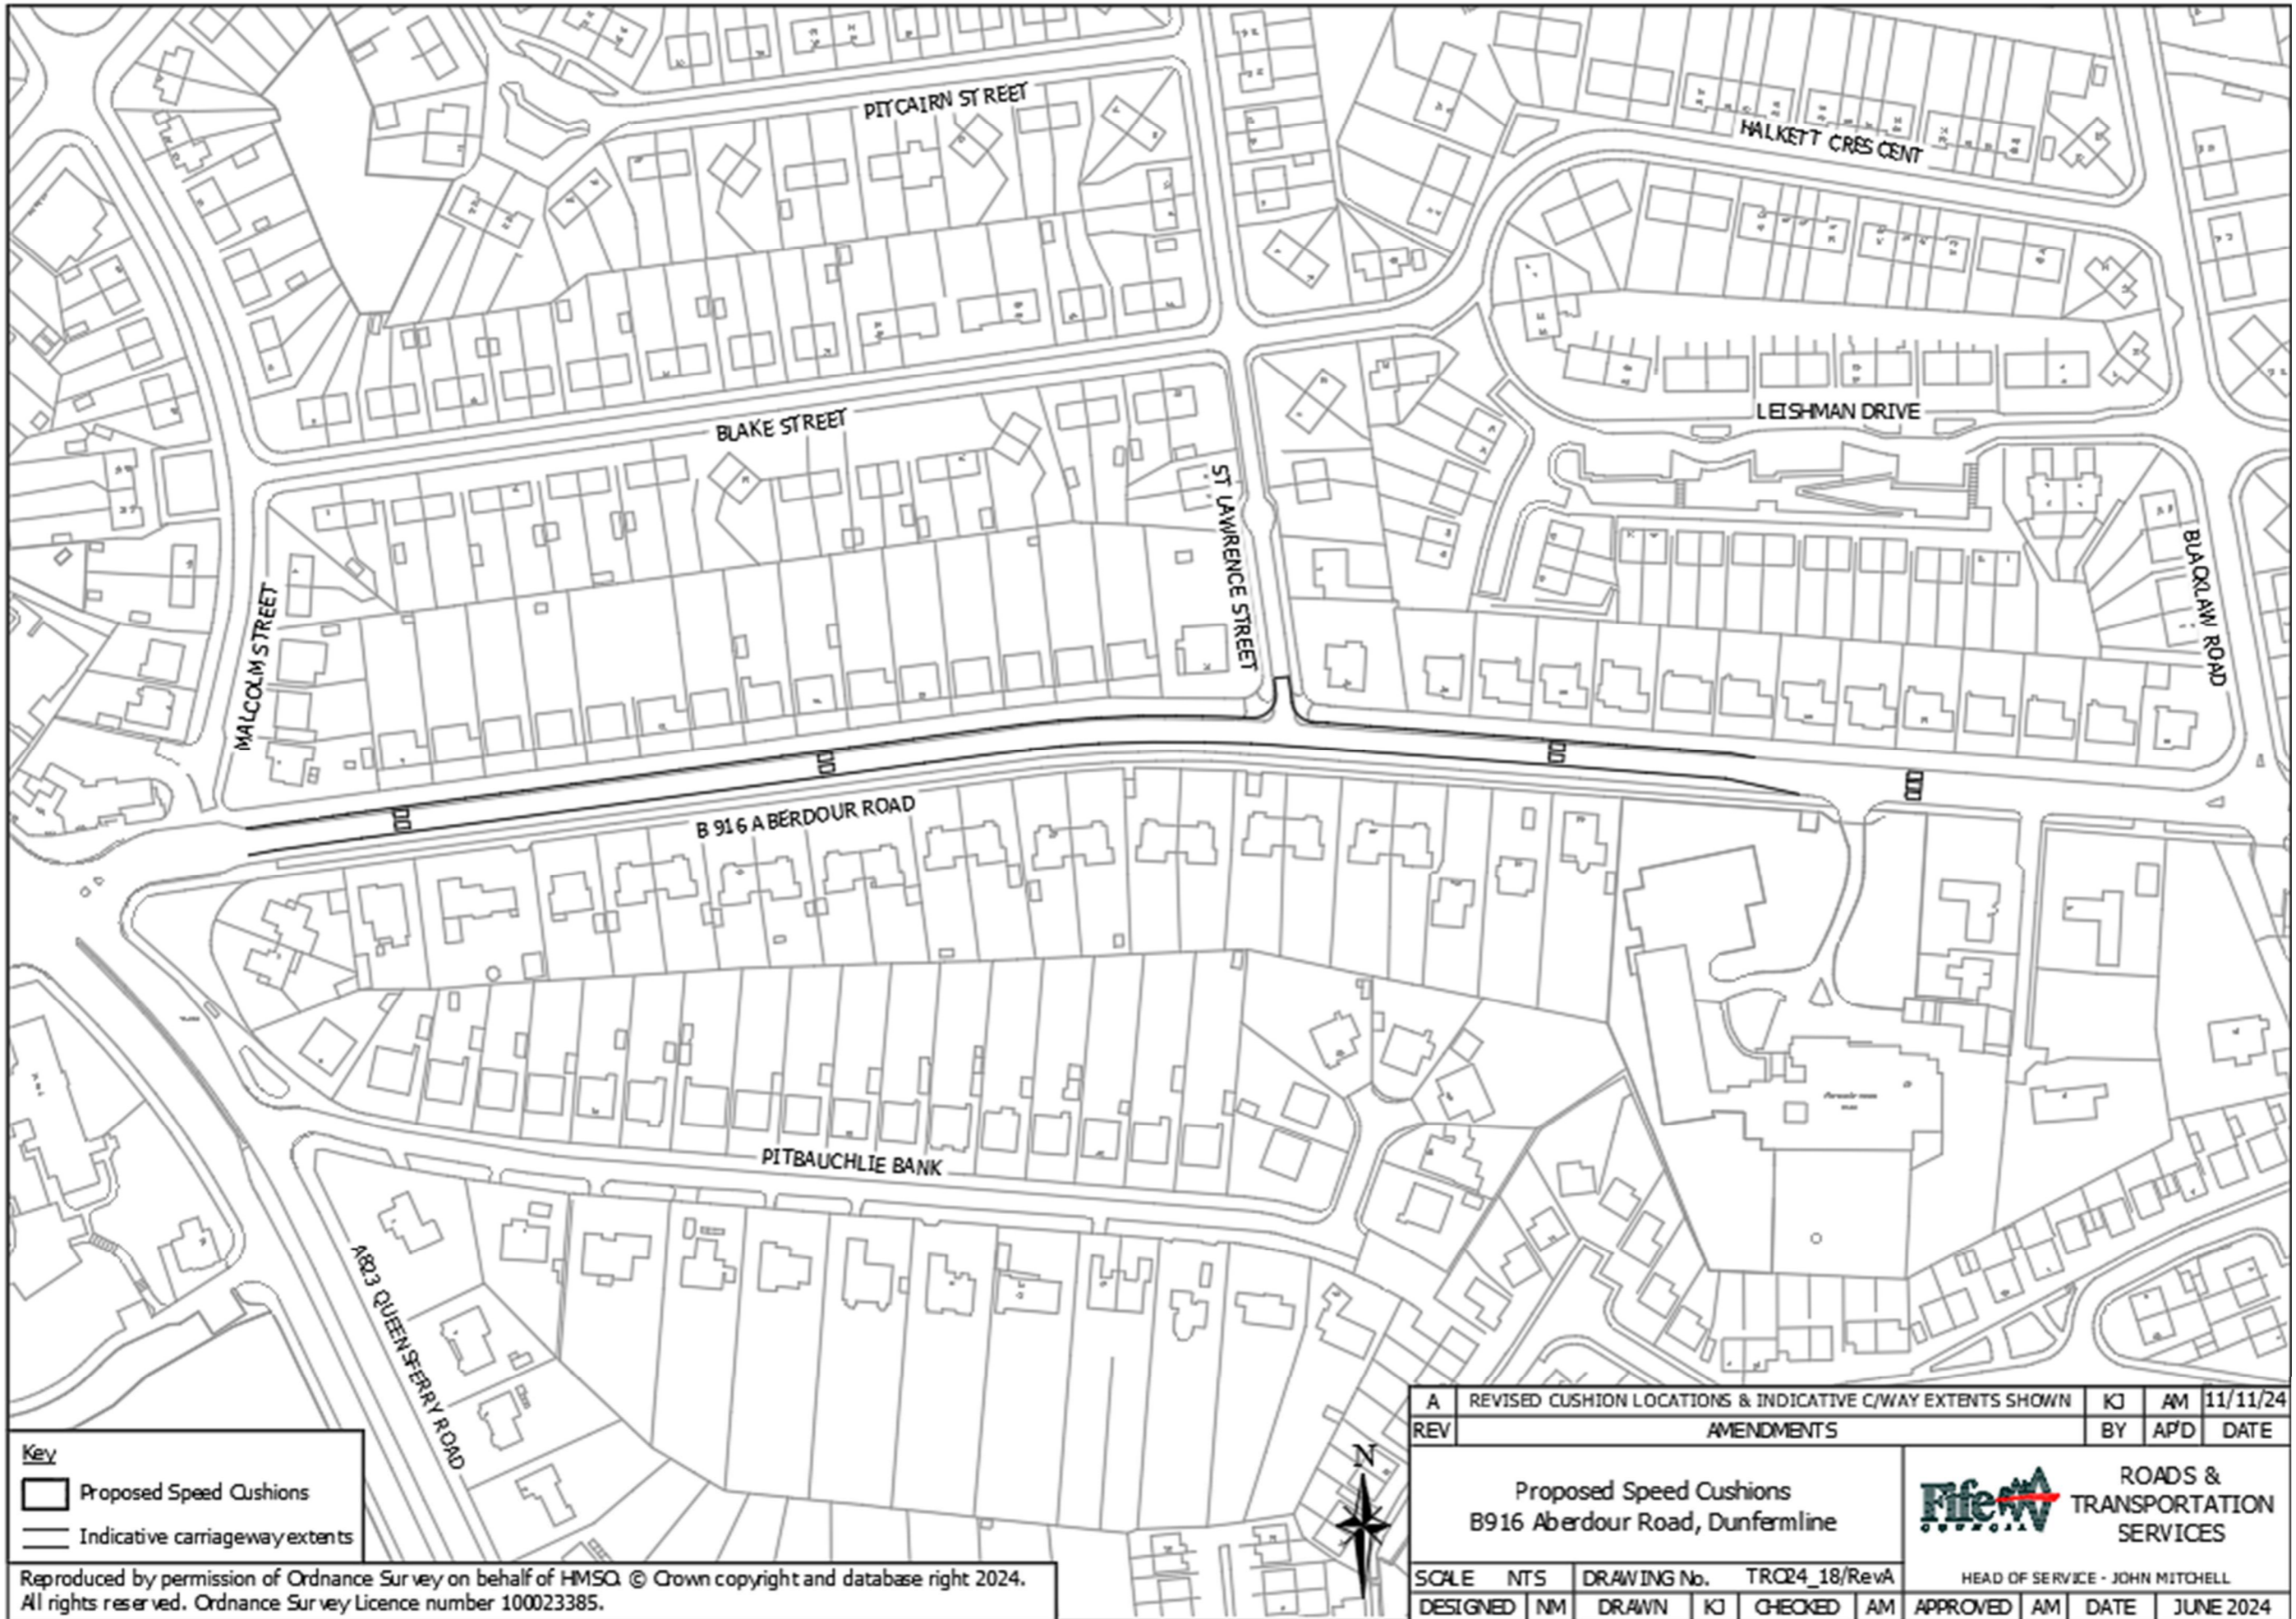 PITCAIRN STREET
HALKETT CRESCENT
BLAKE STREET
LEISHMAN DRIVE
ST LAWRENCE STREET
BLACKLAW ROAD
MALCOLM STREET
B 916 ABERDOUR ROAD
PITBAUCHLIE BANK
A823 QUEENSFERRY ROAD
Key
Proposed Speed Cushions
Indicative carriageway extents
Reproduced by permission of Ordnance Survey on behalf of HMSO. © Crown copyright and database right 2024.
All rights reserved. Ordnance Survey Licence number 100023385.
N
A REVISED CUSHION LOCATIONS & INDICATIVE C/WAY EXTENTS SHOWN KJ AM 11/11/24
REV AMENDMENTS BY AP'D DATE
Proposed Speed Cushions
B916 Aberdour Road, Dunfermline
Fife
COUNCIL
ROADS &
TRANSPORTATION
SERVICES
HEAD OF SERVICE - JOHN MITCHELL
SCALE NTS DRAWING No. TRO24_18/RevA
DESIGNED NM DRAWN KJ CHECKED AM APPROVED AM DATE JUNE 2024